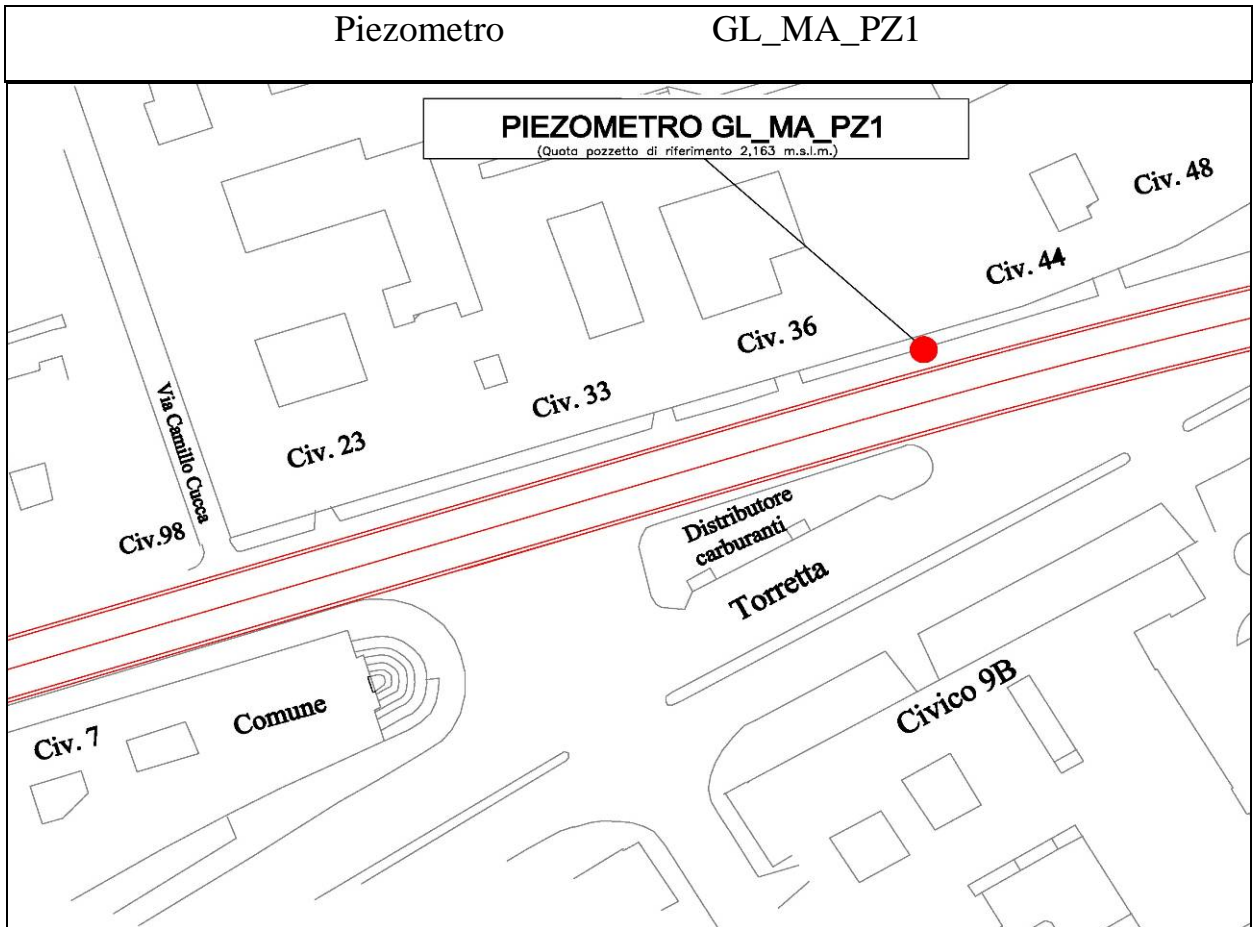 Piezometro GL_MA_PZ1
PIEZOMETRO GL_MA_PZ1
(Quota pozzetto di riferimento 2,163 m.s.l.m.)
Civ. 48
Civ. 44
Civ. 36
Civ. 33
Civ. 23
Via Camillo Cucca
Civ.98
Distributore
carburanti
Torretta
Civico 9B
Comune
Civ. 7